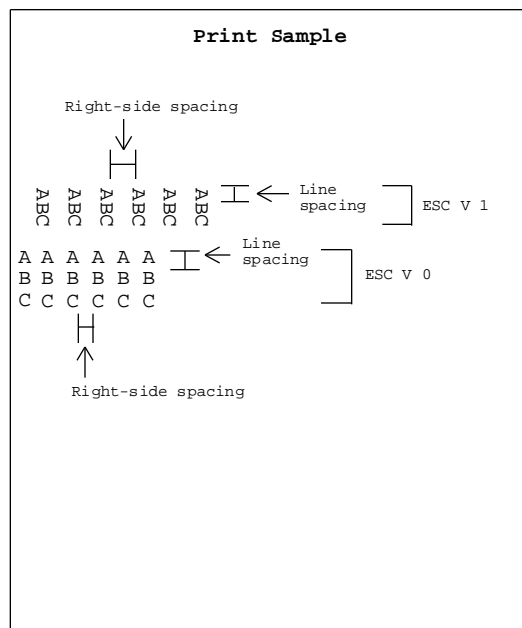 Print Sample
Right-side spacing
ABC ABC ABC ABC ABC ABC
Line
spacing
ESC V 1
A A A A A A
B B B B B B
C C C C C C
Line
spacing
ESC V 0
Right-side spacing